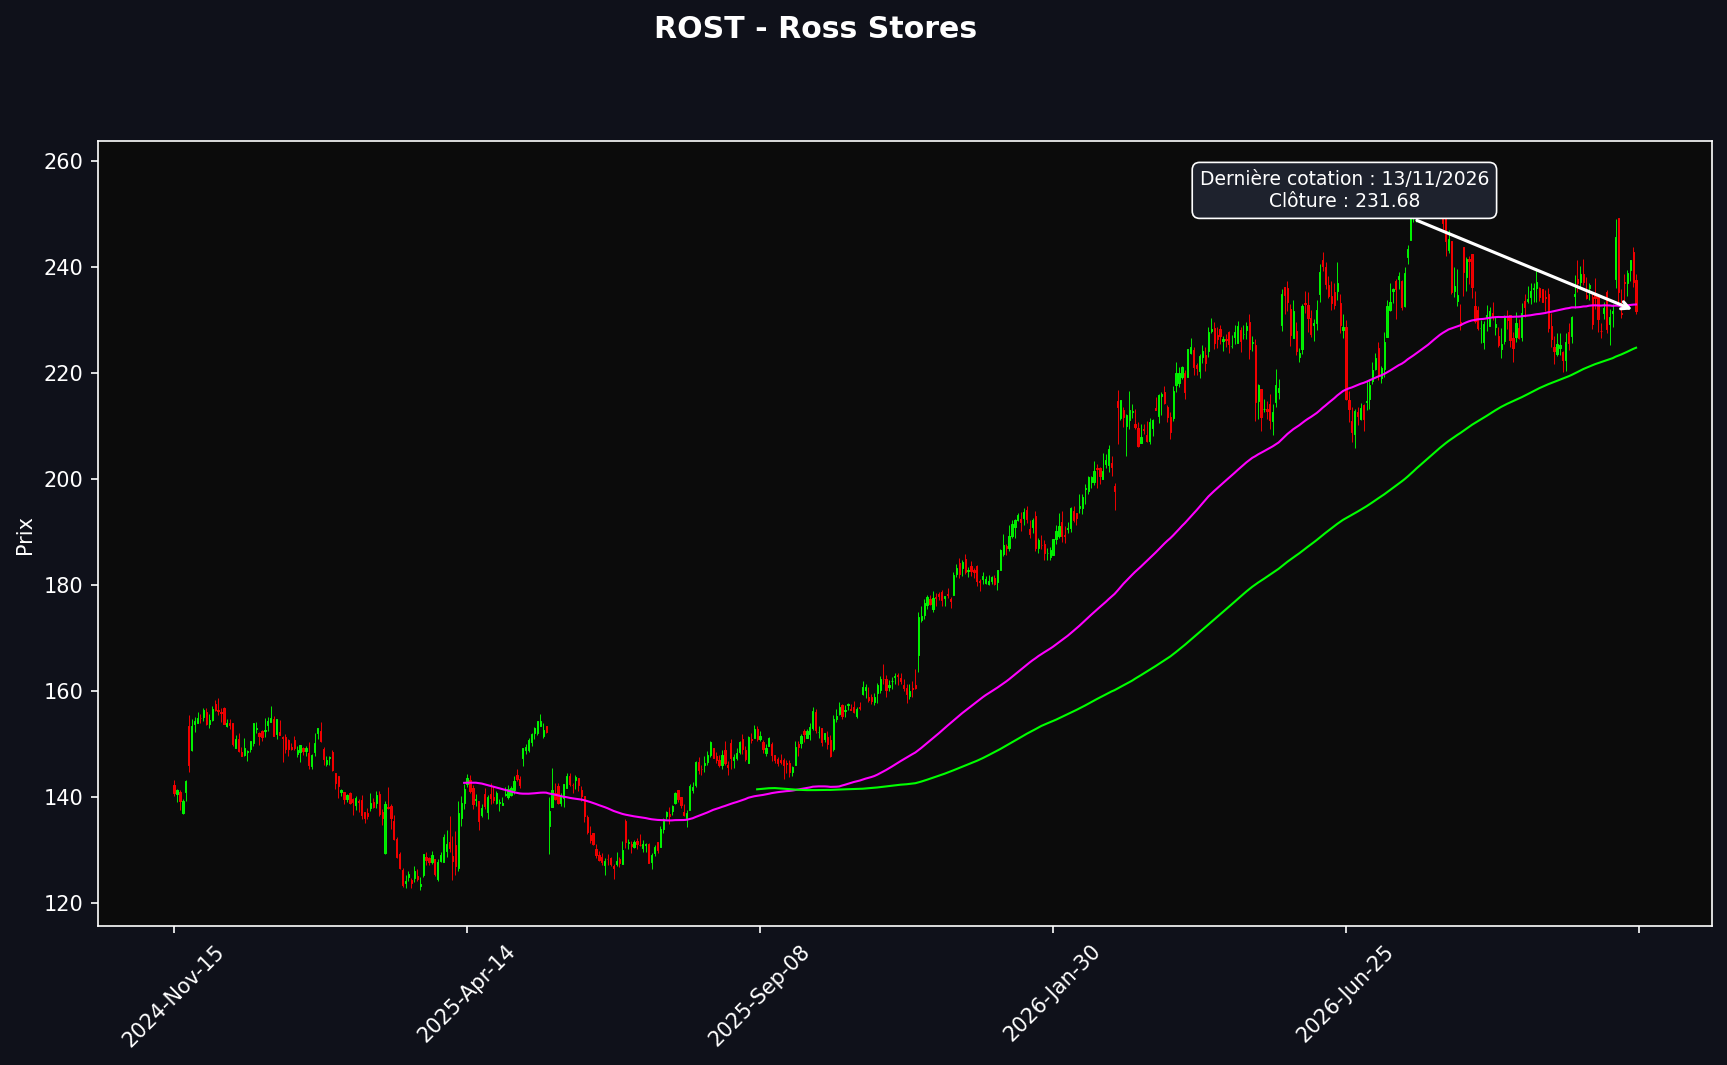 ROST - Ross Stores
Dernière cotation : 13/11/2026
Clôture : 231.68
Prix
260
240
220
200
180
160
140
120
2024-Nov-15
2025-Apr-14
2025-Sep-08
2026-Jan-30
2026-Jun-25